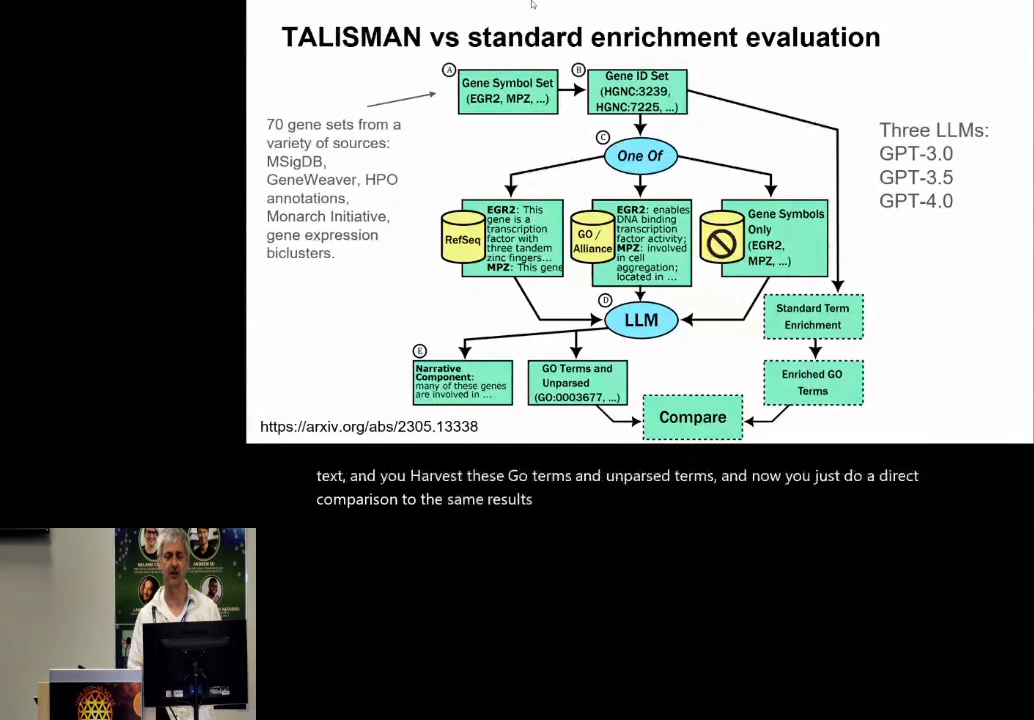 TALISMAN vs standard enrichment evaluation
A
Gene Symbol Set
(EGR2, MPZ, ...)
B
Gene ID Set
(HGNC:3239,
HGNC:7225, ...)
70 gene sets from a
variety of sources:
MSigDB,
GeneWeaver, HPO
annotations,
Monarch Initiative,
gene expression
biclusters.
Three LLMs:
GPT-3.0
GPT-3.5
GPT-4.0
C
One Of
RefSeq
EGR2: This
gene is a
transcription
factor with
three tandem
zinc fingers...
MPZ: This gene
GO /
Alliance
EGR2: enables
DNA binding
transcription
factor activity;
MPZ: involved
in cell
aggregation;
located in ...
Gene Symbols
Only
(EGR2,
MPZ, ...)
D
LLM
Standard Term
Enrichment
E
Narrative
Component:
many of these genes
are involved in ...
GO Terms and
Unparsed
(GO:0003677, ...)
Enriched GO
Terms
Compare
https://arxiv.org/abs/2305.13338
text, and you Harvest these Go terms and unparsed terms, and now you just do a direct
comparison to the same results
ANDREW SU